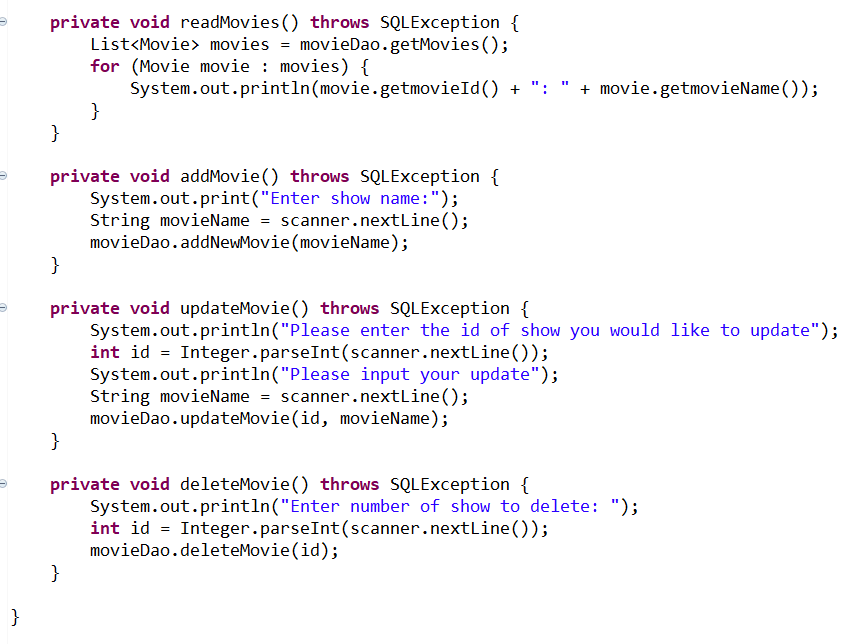 private void readMovies() throws SQLException {
        List<Movie> movies = movieDao.getMovies();
        for (Movie movie : movies) {
            System.out.println(movie.getmovieId() + ": " + movie.getmovieName());
        }
    }

    private void addMovie() throws SQLException {
        System.out.print("Enter show name:");
        String movieName = scanner.nextLine();
        movieDao.addNewMovie(movieName);
    }

    private void updateMovie() throws SQLException {
        System.out.println("Please enter the id of show you would like to update");
        int id = Integer.parseInt(scanner.nextLine());
        System.out.println("Please input your update");
        String movieName = scanner.nextLine();
        movieDao.updateMovie(id, movieName);
    }

    private void deleteMovie() throws SQLException {
        System.out.println("Enter number of show to delete: ");
        int id = Integer.parseInt(scanner.nextLine());
        movieDao.deleteMovie(id);
    }

}